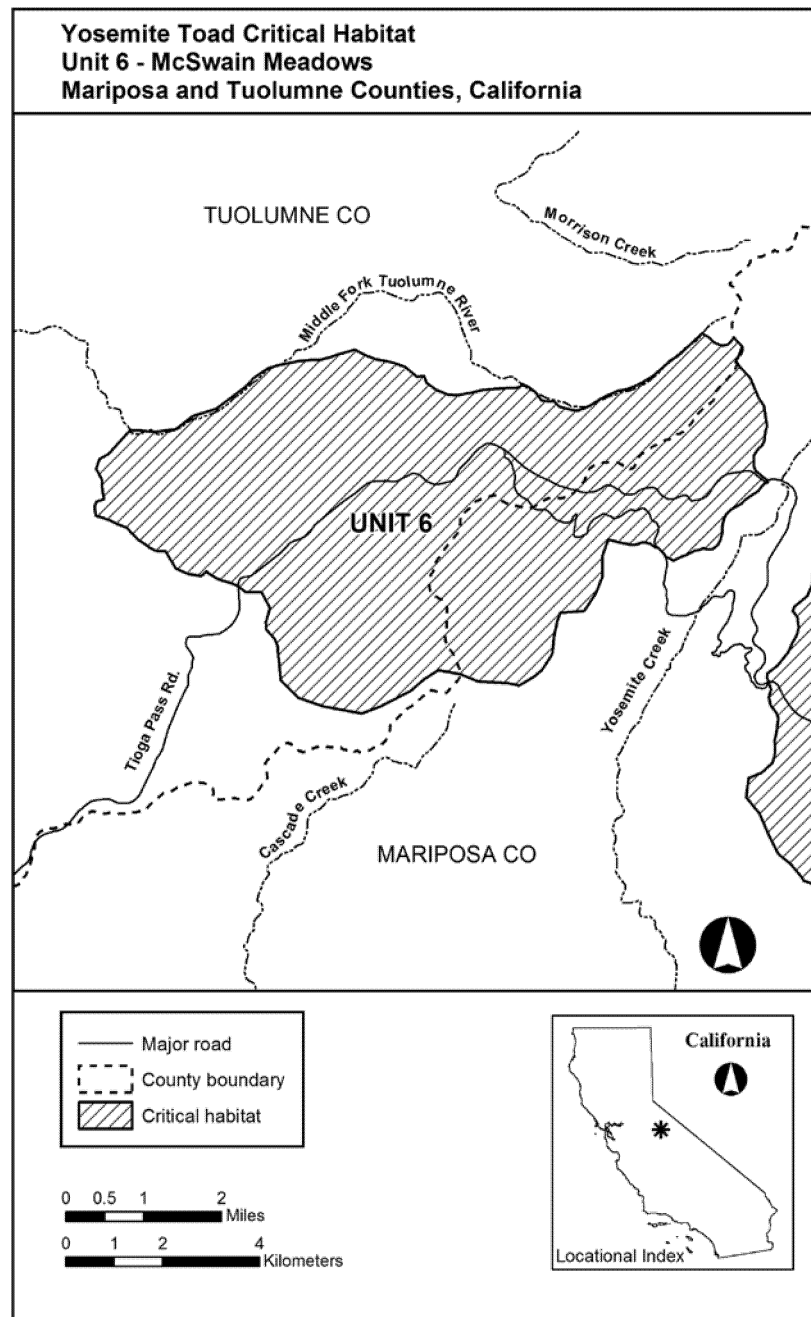 Yosemite Toad Critical Habitat
Unit 6 - McSwain Meadows
Mariposa and Tuolumne Counties, California
TUOLUMNE CO
Morrison Creek
Middle Fork Tuolumne River
UNIT 6
Tioga Pass Rd.
Yosemite Creek
Cascade Creek
MARIPOSA CO
Major road
County boundary
Critical habitat
0 0.5 1 2
Miles
0 1 2 4
Kilometers
California
Locational Index